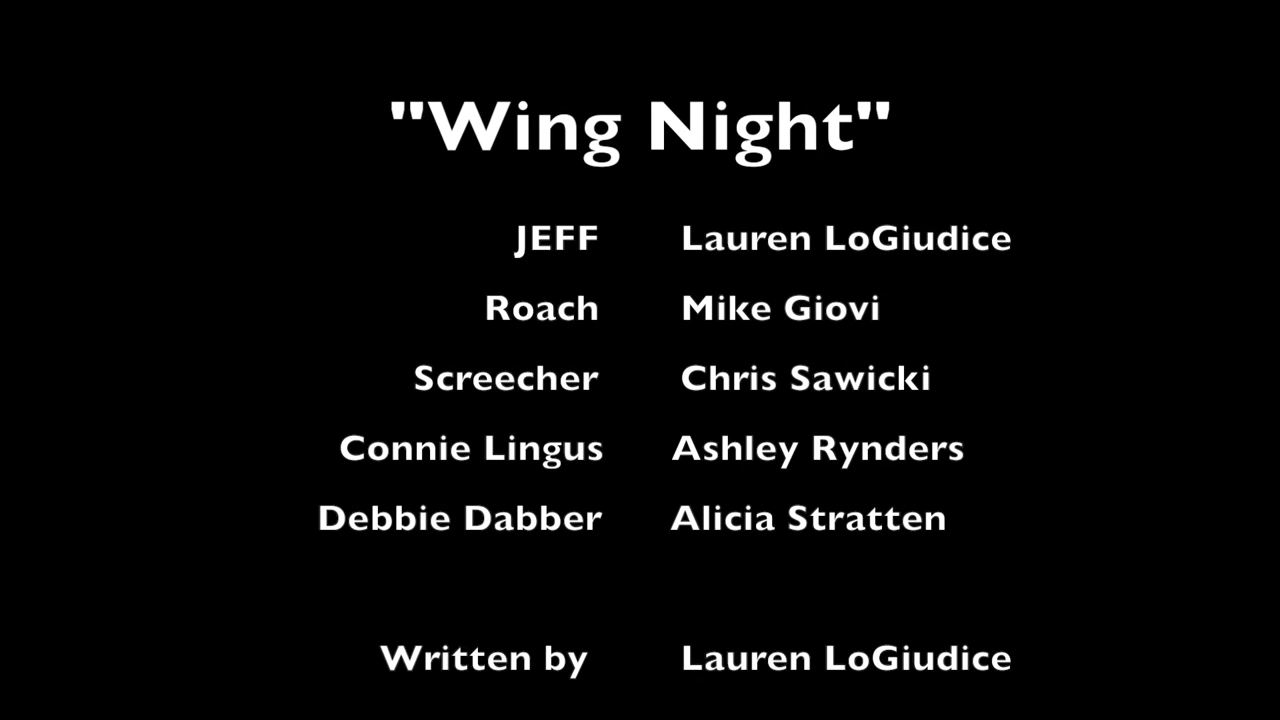 "Wing Night"
JEFF Lauren LoGiudice
Roach Mike Giovi
Screecher Chris Sawicki
Connie Lingus Ashley Rynders
Debbie Dabber Alicia Stratten
Written by Lauren LoGiudice